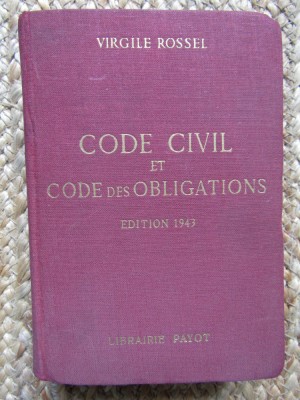 VIRGILE ROSSEL
CODE CIVIL
ET
CODE DES OBLIGATIONS
EDITION 1943
LIBRAIRIE PAYOT